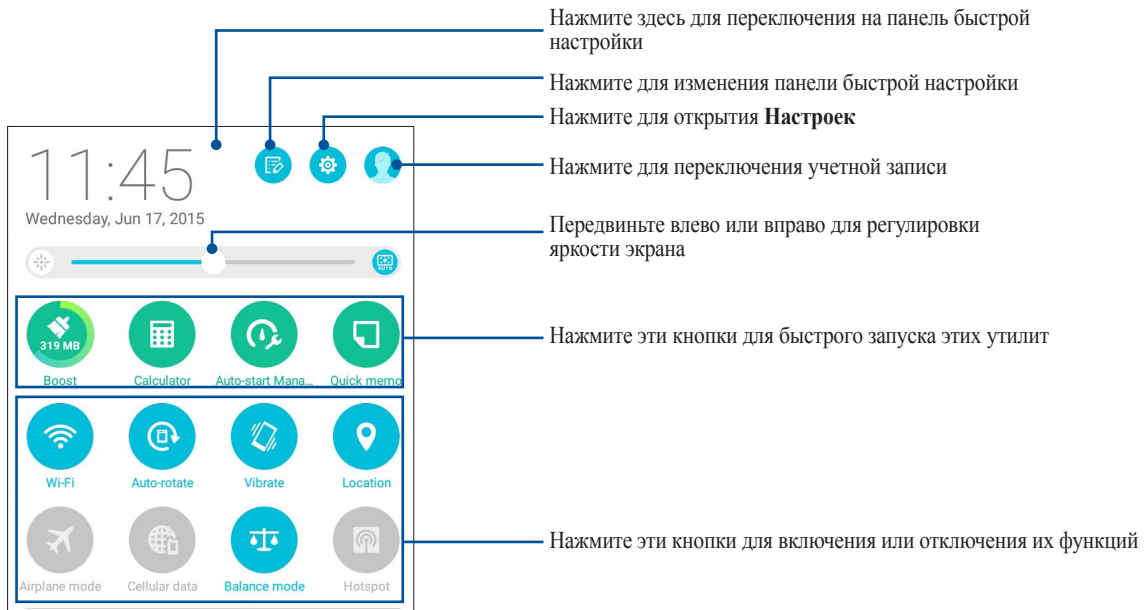 Нажмите здесь для переключения на панель быстрой
настройки
Нажмите для изменения панели быстрой настройки
Нажмите для открытия Настроек
Нажмите для переключения учетной записи
Передвиньте влево или вправо для регулировки
яркости экрана
Нажмите эти кнопки для быстрого запуска этих утилит
Нажмите эти кнопки для включения или отключения их функций
11:45
Wednesday, Jun 17, 2015
AUTO
319 MB
Boost Calculator Auto-start Mana... Quick memo
Wi-Fi Auto-rotate Vibrate Location
Airplane mode Cellular data Balance mode Hotspot